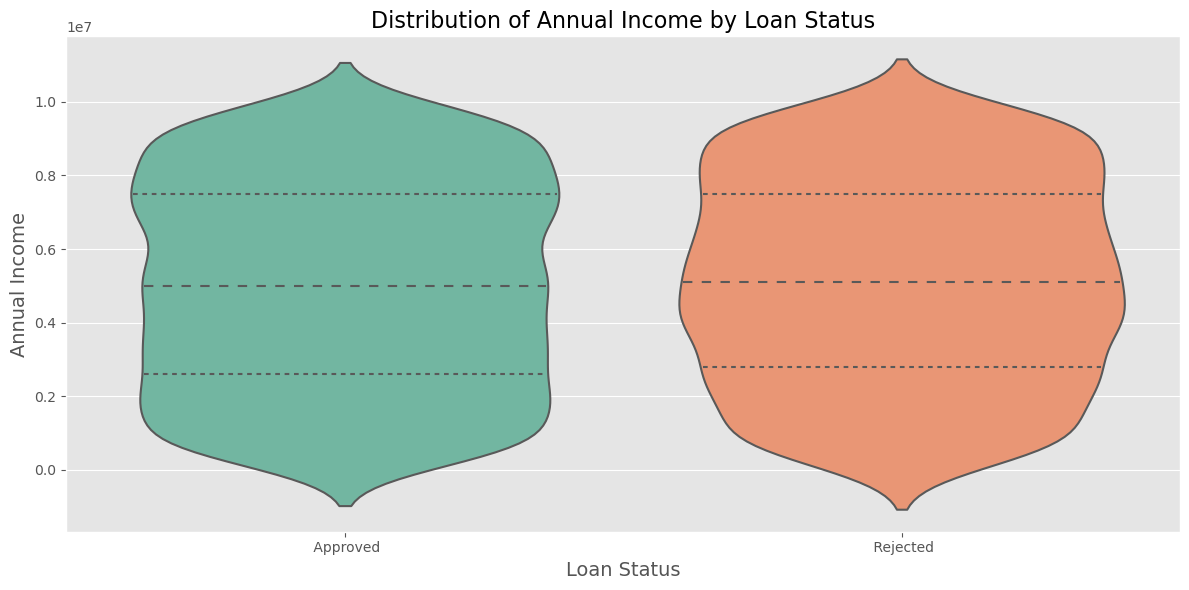 Distribution of Annual Income by Loan Status
1e7
1.0
0.8
0.6
0.4
0.2
0.0
Annual Income
Approved
Rejected
Loan Status